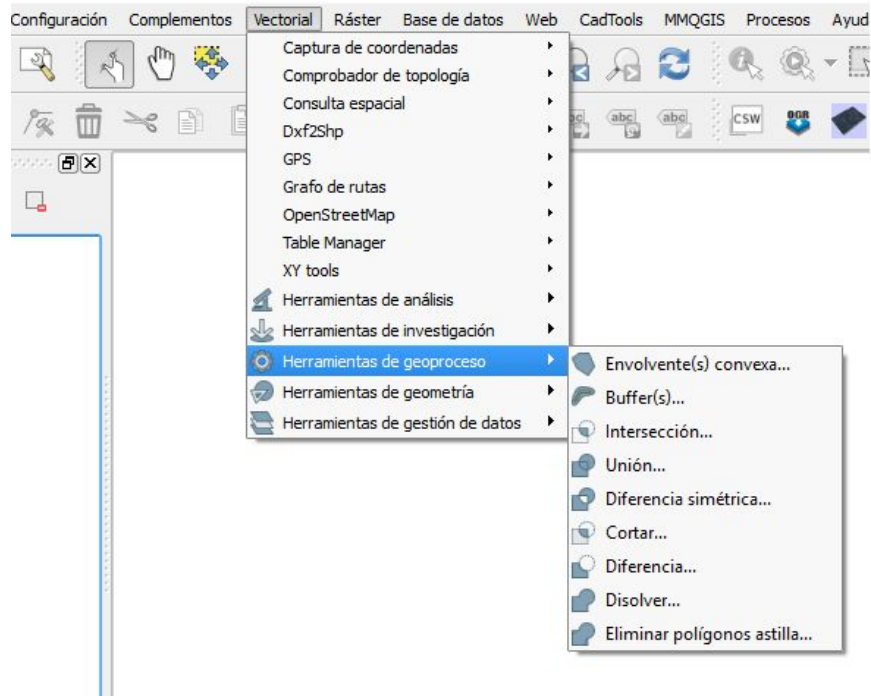 Configuración Complementos Vectorial Ráster Base de datos Web CadTools MMQGIS Procesos Ayud
Captura de coordenadas
Comprobador de topología
Consulta espacial
Dxf2Shp
GPS
Grafo de rutas
OpenStreetMap
Table Manager
XY tools
Herramientas de análisis
Herramientas de investigación
Herramientas de geoproceso
Herramientas de geometría
Herramientas de gestión de datos
abc abc CSW OGR
Envolvente(s) convexa...
Buffer(s)...
Intersección...
Unión...
Diferencia simétrica...
Cortar...
Diferencia...
Disolver...
Eliminar polígonos astilla...